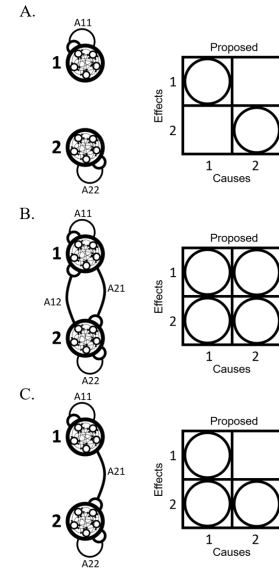 A.
A11
1
2
A22
Proposed
Effects
1
2
1 2
Causes
B.
A11
1
A12
A21
2
A22
Proposed
Effects
1
2
1 2
Causes
C.
A11
1
A21
2
A22
Proposed
Effects
1
2
1 2
Causes